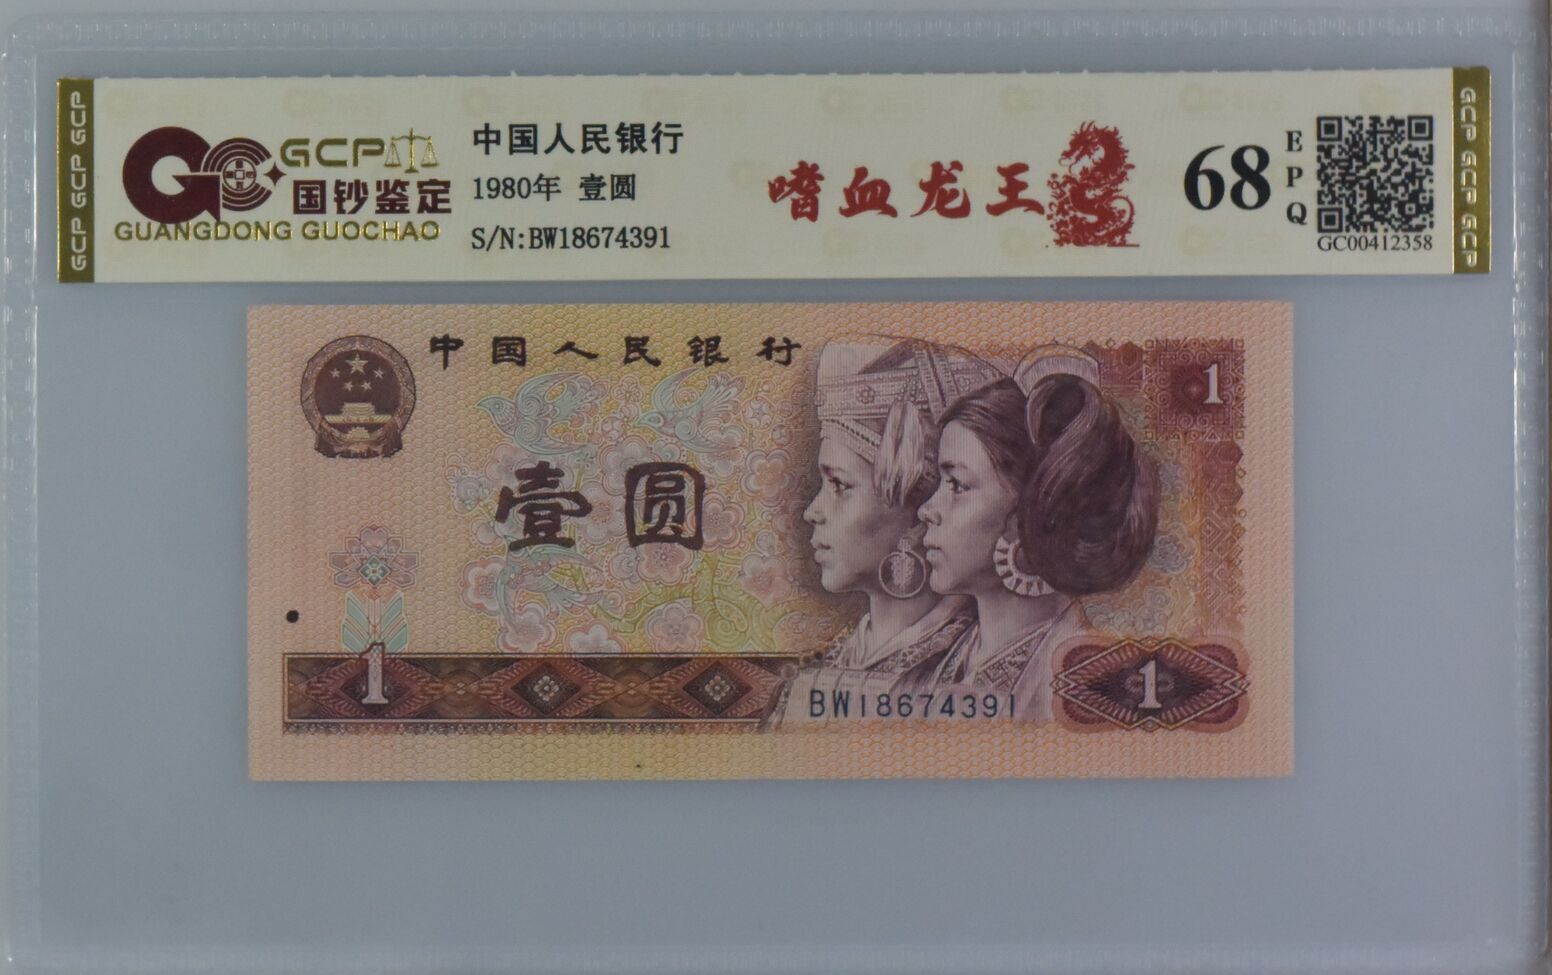 GCP GCP GCP
GCP
国钞鉴定
GUANGDONG GUOCHAO
中国人民银行
1980年 壹圆
S/N:BW18674391
嗜血龙王
68
EPQ
GC00412358
GCP GCP GCP
中国人民银行
1
壹圆
1
BW18674391
1